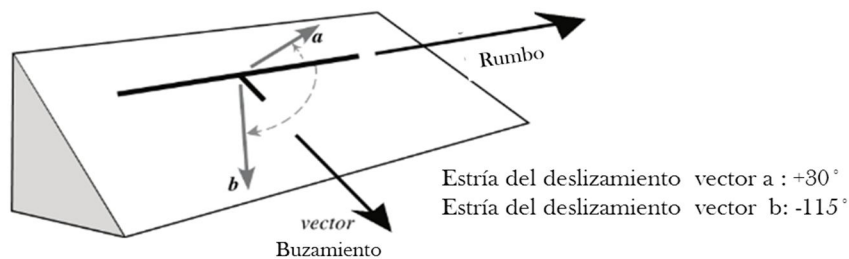 a
Rumbo
b
Estría del deslizamiento vector a : +30°
Estría del deslizamiento vector b: -115°
vector
Buzamiento